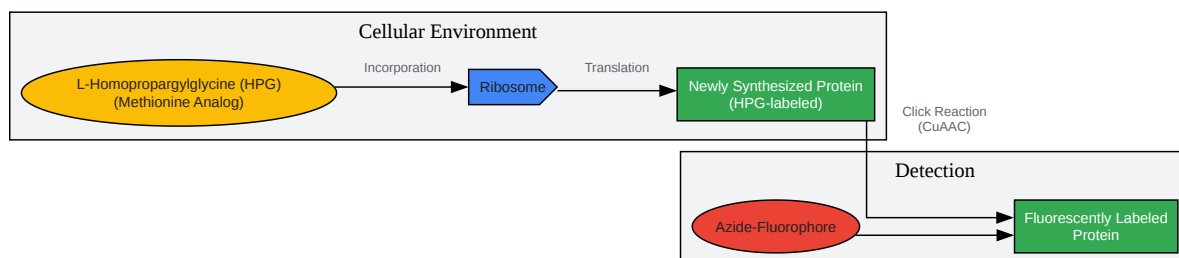 Cellular Environment
L-Homopropargylglycine (HPG)
(Methionine Analog)
Incorporation
Ribosome
Translation
Newly Synthesized Protein
(HPG-labeled)
Click Reaction
(CuAAC)
Detection
Azide-Fluorophore
Fluorescently Labeled
Protein